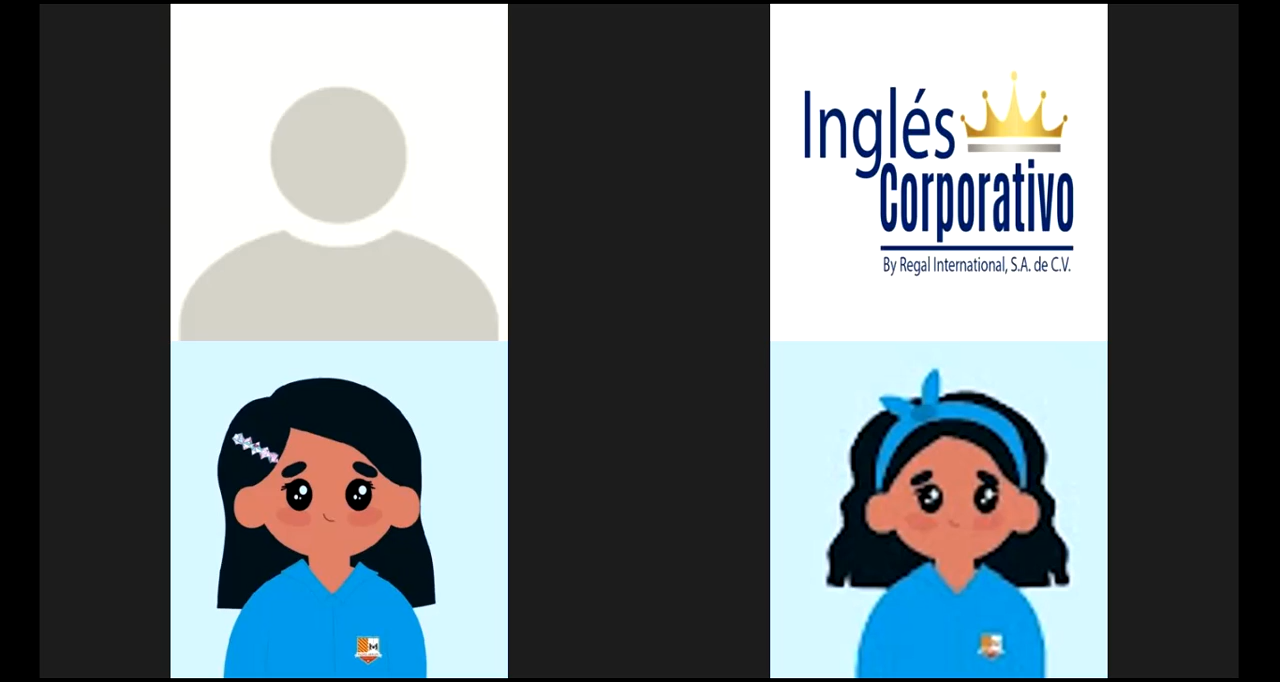 Inglés
Corporativo
By Regal International, S.A. de C.V.
M